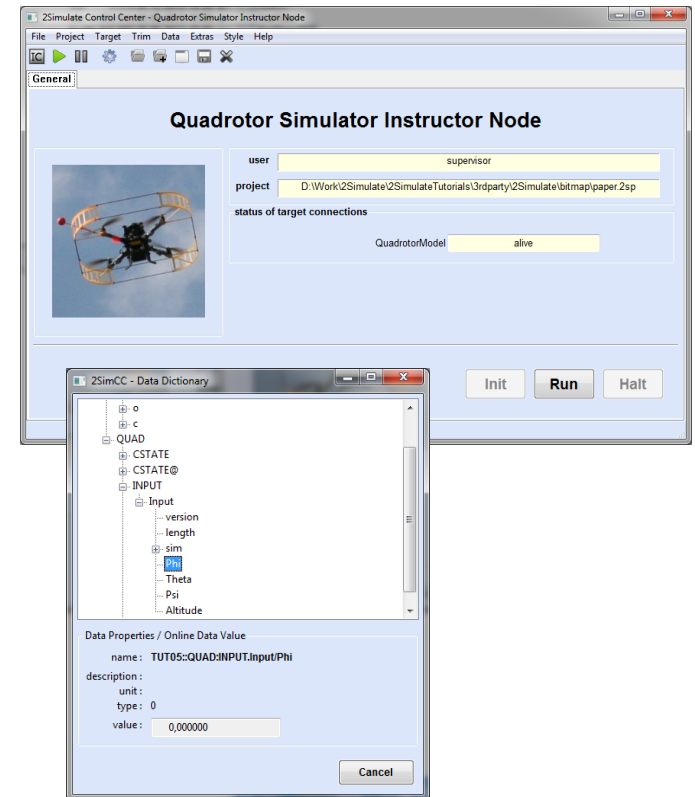 2Simulate Control Center - Quadrotor Simulator Instructor Node
File Project Target Trim Data Extras Style Help
IC
General
Quadrotor Simulator Instructor Node
user supervisor
project D:\Work\2Simulate\2SimulateTutorials\3rdparty\2Simulate\bitmap\paper.2sp
status of target connections
QuadrotorModel alive
Init Run Halt
2SimCC - Data Dictionary
o
c
QUAD
CSTATE
CSTATE@
INPUT
Input
version
length
sim
Phi
Theta
Psi
Altitude
Data Properties / Online Data Value
name : TUT05::QUAD:INPUT.Input/Phi
description :
unit :
type : 0
value : 0,000000
Cancel